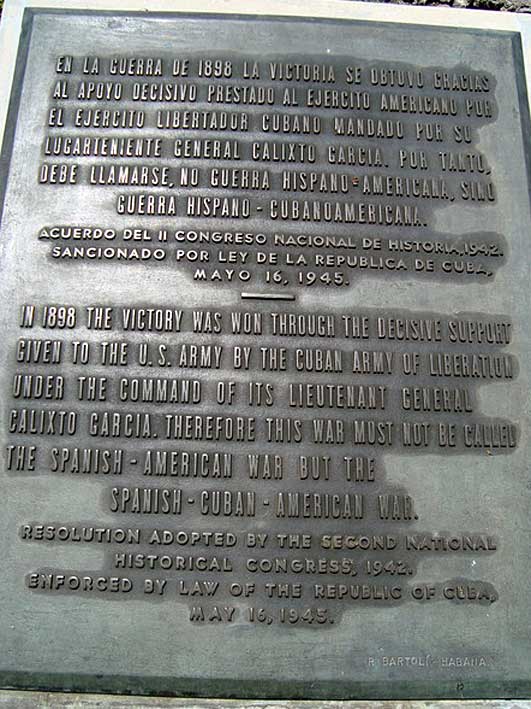 EN LA GUERRA DE 1898 LA VICTORIA SE OBTUVO GRACIAS
AL APOYO DECISIVO PRESTADO AL EJERCITO AMERICANO POR
EL EJERCITO LIBERTADOR CUBANO MANDADO POR SU
LUGARTENIENTE GENERAL CALIXTO GARCIA. POR TANTO,
DEBE LLAMARSE, NO GUERRA HISPANO-AMERICANA, SINO
GUERRA HISPANO-CUBANOAMERICANA.
ACUERDO DEL II CONGRESO NACIONAL DE HISTORIA, 1942.
SANCIONADO POR LEY DE LA REPUBLICA DE CUBA,
MAYO 16, 1945.
IN 1898 THE VICTORY WAS WON THROUGH THE DECISIVE SUPPORT
GIVEN TO THE U.S. ARMY BY THE CUBAN ARMY OF LIBERATION
UNDER THE COMMAND OF ITS LIEUTENANT GENERAL
CALIXTO GARCIA. THEREFORE THIS WAR MUST NOT BE CALLED
THE SPANISH-AMERICAN WAR BUT THE
SPANISH-CUBAN-AMERICAN WAR.
RESOLUTION ADOPTED BY THE SECOND NATIONAL
HISTORICAL CONGRESS, 1942.
ENFORCED BY LAW OF THE REPUBLIC OF CUBA,
MAY 16, 1945.
R. BARTOLÍ-HABANA.